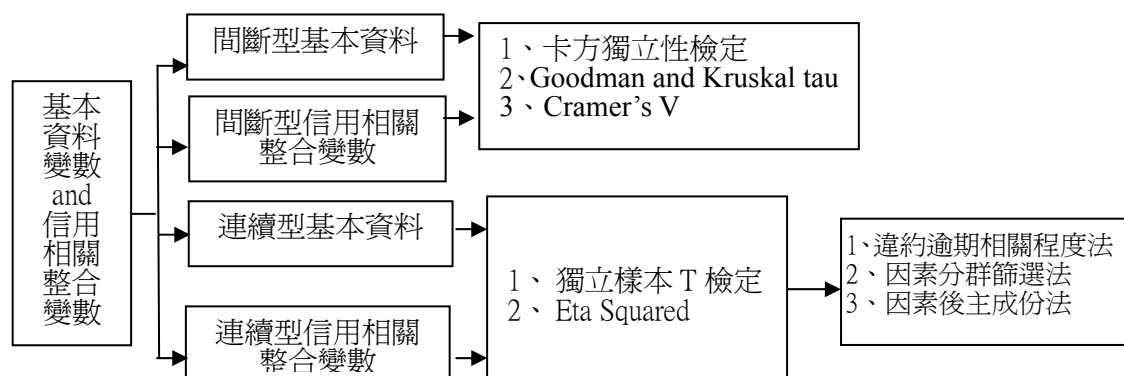 基本
資料
變數
and
信用
相關
整合
變數
間斷型基本資料
間斷型信用相關
整合變數
連續型基本資料
連續型信用相關
整合變數
1、卡方獨立性檢定
2、Goodman and Kruskal tau
3、Cramer’s V
1、 獨立樣本 T 檢定
2、 Eta Squared
1、違約逾期相關程度法
2、因素分群篩選法
3、因素後主成份法